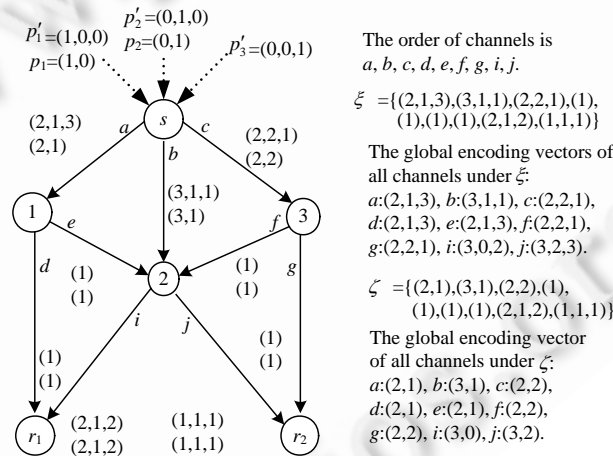 p′₂=(0,1,0)
p′₁=(1,0,0)
p₂=(0,1)
p′₃=(0,0,1)
p₁=(1,0)
s
(2,1,3)
(2,1)
a
b
c
(2,2,1)
(2,2)
(3,1,1)
(3,1)
1
e
f
3
d
2
g
(1)
(1)
(1)
(1)
i
j
(1)
(1)
(1)
(1)
r₁
(2,1,2)
(2,1,2)
(1,1,1)
(1,1,1)
r₂
The order of channels is
a, b, c, d, e, f, g, i, j.
ξ ={(2,1,3),(3,1,1),(2,2,1),(1),
(1),(1),(1),(2,1,2),(1,1,1)}
The global encoding vectors of
all channels under ξ:
a:(2,1,3), b:(3,1,1), c:(2,2,1),
d:(2,1,3), e:(2,1,3), f:(2,2,1),
g:(2,2,1), i:(3,0,2), j:(3,2,3).
ζ ={(2,1),(3,1),(2,2),(1),
(1),(1),(1),(2,1,2),(1,1,1)}
The global encoding vector
of all channels under ζ:
a:(2,1), b:(3,1), c:(2,2),
d:(2,1), e:(2,1), f:(2,2),
g:(2,2), i:(3,0), j:(3,2).